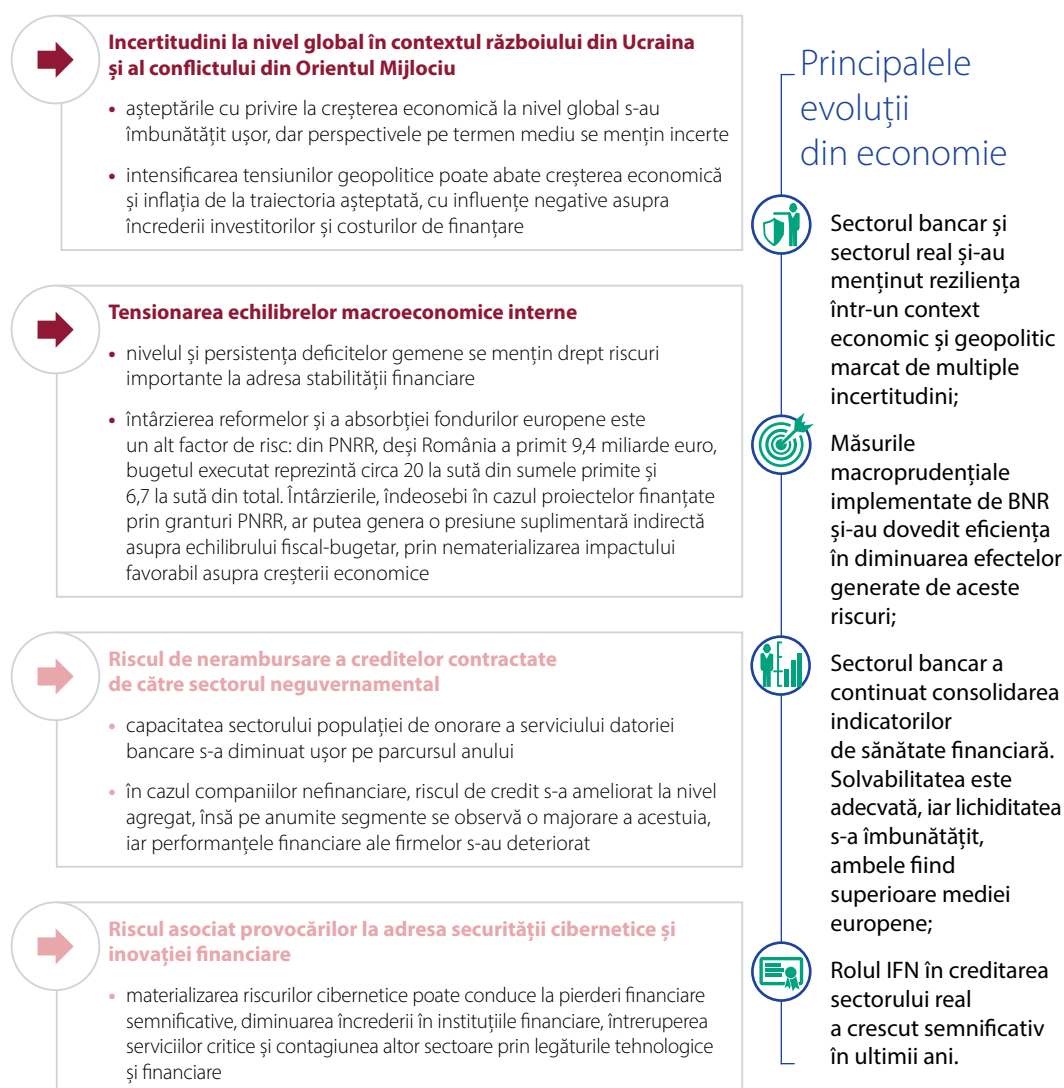 Incertitudini la nivel global în contextul războiului din Ucraina
și al conflictului din Orientul Mijlociu
• așteptările cu privire la creșterea economică la nivel global s-au
îmbunătățit ușor, dar perspectivele pe termen mediu se mențin incerte
• intensificarea tensiunilor geopolitice poate abate creșterea economică
și inflația de la traiectoria așteptată, cu influențe negative asupra
încrederii investitorilor și costurilor de finanțare
Tensionarea echilibrelor macroeconomice interne
• nivelul și persistența deficitelor gemene se mențin drept riscuri
importante la adresa stabilității financiare
• întârzierea reformelor și a absorbției fondurilor europene este
un alt factor de risc: din PNRR, deși România a primit 9,4 miliarde euro,
bugetul executat reprezintă circa 20 la sută din sumele primite și
6,7 la sută din total. Întârzierile, îndeosebi în cazul proiectelor finanțate
prin granturi PNRR, ar putea genera o presiune suplimentară indirectă
asupra echilibrului fiscal-bugetar, prin nematerializarea impactului
favorabil asupra creșterii economice
Riscul de nerambursare a creditelor contractate
de către sectorul neguvernamental
• capacitatea sectorului populației de onorare a serviciului datoriei
bancare s-a diminuat ușor pe parcursul anului
• în cazul companiilor nefinanciare, riscul de credit s-a ameliorat la nivel
agregat, însă pe anumite segmente se observă o majorare a acestuia,
iar performanțele financiare ale firmelor s-au deteriorat
Riscul asociat provocărilor la adresa securității cibernetice și
inovației financiare
• materializarea riscurilor cibernetice poate conduce la pierderi financiare
semnificative, diminuarea încrederii în instituțiile financiare, întreruperea
serviciilor critice și contagiunea altor sectoare prin legăturile tehnologice
și financiare
Principalele
evoluții
din economie
Sectorul bancar și
sectorul real și-au
menținut reziliența
într-un context
economic și geopolitic
marcat de multiple
incertitudini;
Măsurile
macroprudențiale
implementate de BNR
și-au dovedit eficiența
în diminuarea efectelor
generate de aceste
riscuri;
Sectorul bancar a
continuat consolidarea
indicatorilor
de sănătate financiară.
Solvabilitatea este
adecvată, iar lichiditatea
s-a îmbunătățit,
ambele fiind
superioare mediei
europene;
Rolul IFN în creditarea
sectorului real
a crescut semnificativ
în ultimii ani.